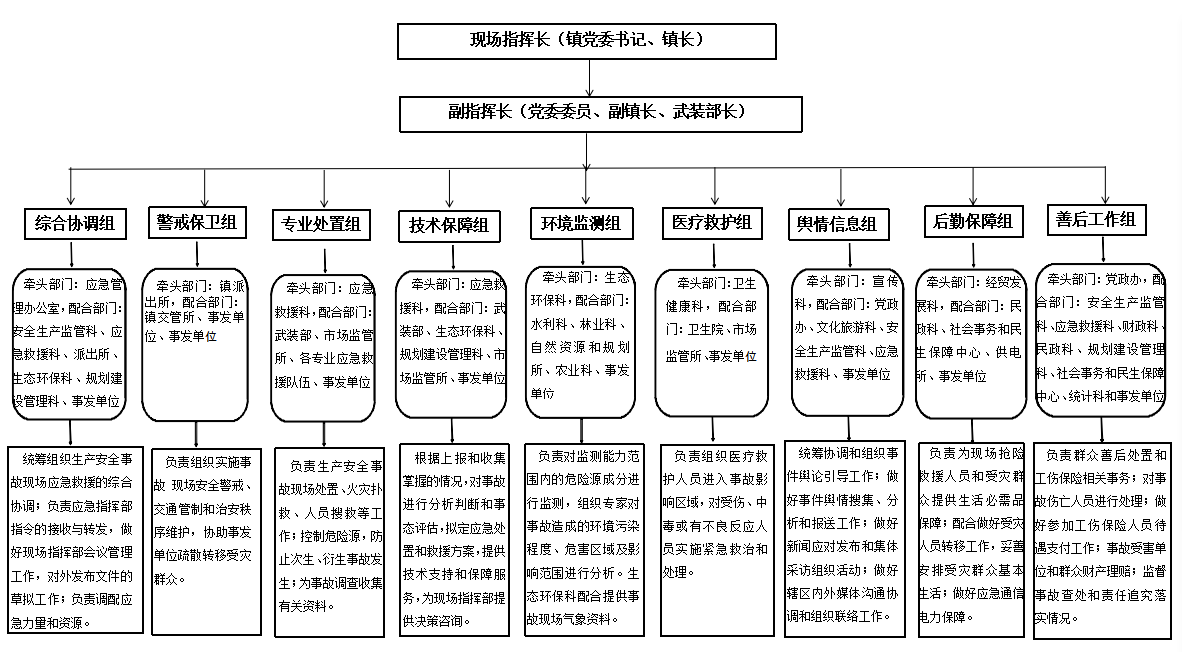 现场指挥长（镇党委书记、镇长）
副指挥长（党委委员、副镇长、武装部长）
综合协调组
警戒保卫组
专业处置组
技术保障组
环境监测组
医疗救护组
舆情信息组
后勤保障组
善后工作组
牵头部门：应急管
理办公室，配合部门：
安全生产监管科、应
急救援科、派出所、
生态环保科、规划建
设管理科、事发单位
牵头部门：镇派
出所，配合部门：
镇交管所、事发单
位、事发单位
牵头部门：应急
救援科，配合部门：
武装部、市场监管
所、各专业应急救
援队伍、事发单位
牵头部门：应急救
援科，配合部门：武
装部、生态环保科、
规划建设管理科、市
场监管所、事发单位
牵头部门：生态
环保科，配合部门：
水利科、林业科、
自然资源和规划
所、农业科、事发
单位
牵头部门：卫生
健康科，配合部
门：卫生院、市场
监管所、事发单位
牵头部门：宣传
科，配合部门：党政
办、文化旅游科、安
全生产监管科、应急
救援科、事发单位
牵头部门：经贸发
展科，配合部门：民
政科、社会事务和民
生保障中心、供电
所、事发单位
牵头部门：党政办，配
合部门：安全生产监管
科、应急救援科、财政科、
民政科、规划建设管理
科、社会事务和民生保障
中心、统计科和事发单位
统筹组织生产安全事
故现场应急救援的综合
协调；负责应急指挥部
指令的接收与转发，做
好现场指挥部会议管理
工作，对外发布文件的
草拟工作；负责调配应
急力量和资源。
负责组织实施事
故 现场安全警戒、
交通管制和治安秩
序维护，协助事发
单位疏散转移受灾
群众。
负责生产安全事
故现场处置、火灾扑
救、人员搜救等工
作；控制危险源，防
止次生、衍生事故发
生；为事故调查收集
有关资料。
根据上报和收集
掌握的情况，对事故
进行分析判断和事
态评估，拟定应急处
置和救援方案，提供
技术支持和保障服
务，为现场指挥部提
供决策咨询。
负责对监测能力范
围内的危险源成分进
行监测，组织专家对
事故造成的环境污染
程度、危害区域及影
响范围进行分析。生
态环保科配合提供事
故现场气象资料。
负责组织医疗救
护人员进入事故影
响区域，对受伤、中
毒或有不良反应人
员实施紧急救治和
处理。
统筹协调和组织事
件舆论引导工作；做
好事件舆情搜集、分
析和报送工作；做好
新闻应对发布和集体
采访组织活动；做好
辖区内外媒体沟通协
调和组织联络工作。
负责为现场抢险
救援人员和受灾群
众提供生活必需品
保障；配合做好受灾
人员转移工作，妥善
安排受灾群众基本
生活；做好应急通信
电力保障。
负责群众善后处置和
工伤保险相关事务；对事
故伤亡人员进行处理；做
好参加工伤保险人员待
遇支付工作；事故受害单
位和群众财产理赔；监督
事故查处和责任追究落
实情况。